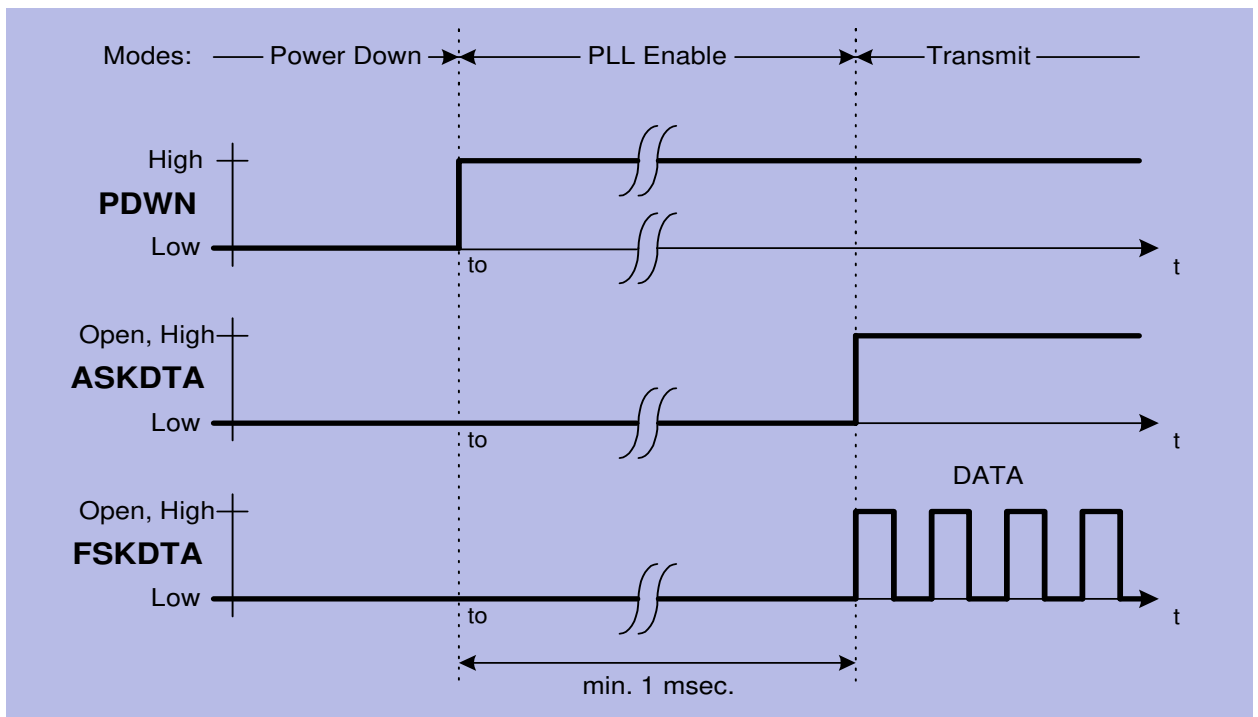 Modes: Power Down PLL Enable Transmit
High
PDWN
Low
to
t
Open, High
ASKDTA
Low
to
t
DATA
Open, High
FSKDTA
Low
to
t
min. 1 msec.